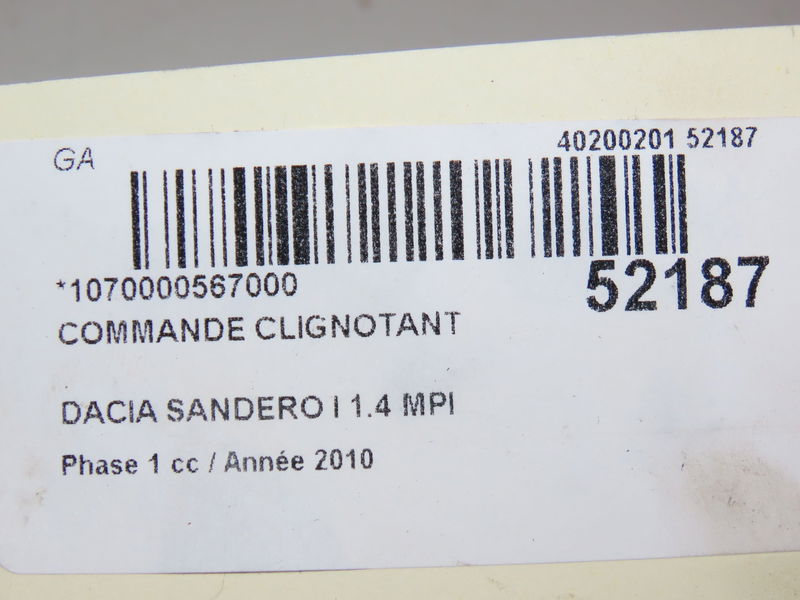 GA
40200201 52187
*1070000567000
52187
COMMANDE CLIGNOTANT
DACIA SANDERO I 1.4 MPI
Phase 1 cc / Année 2010